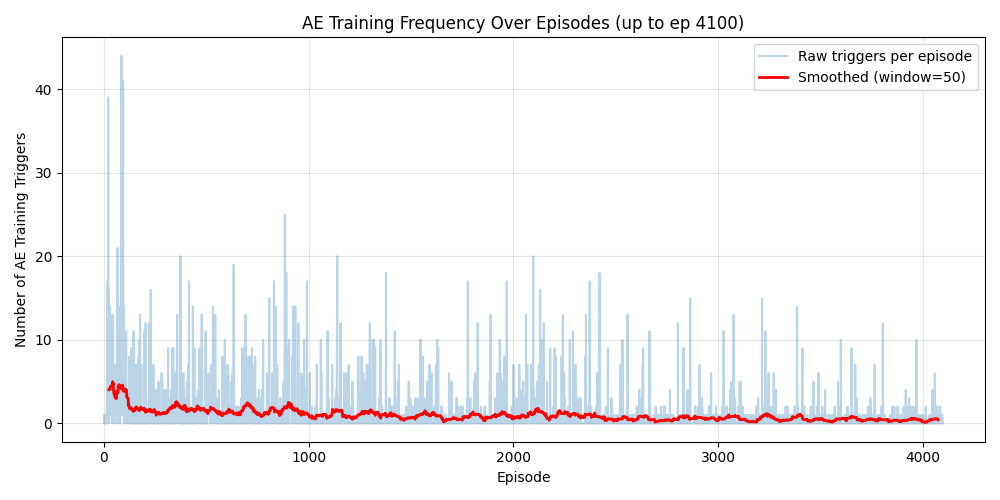 AE Training Frequency Over Episodes (up to ep 4100)
Raw triggers per episode
Smoothed (window=50)
Number of AE Training Triggers
40
30
20
10
0
0 1000 2000 3000 4000
Episode